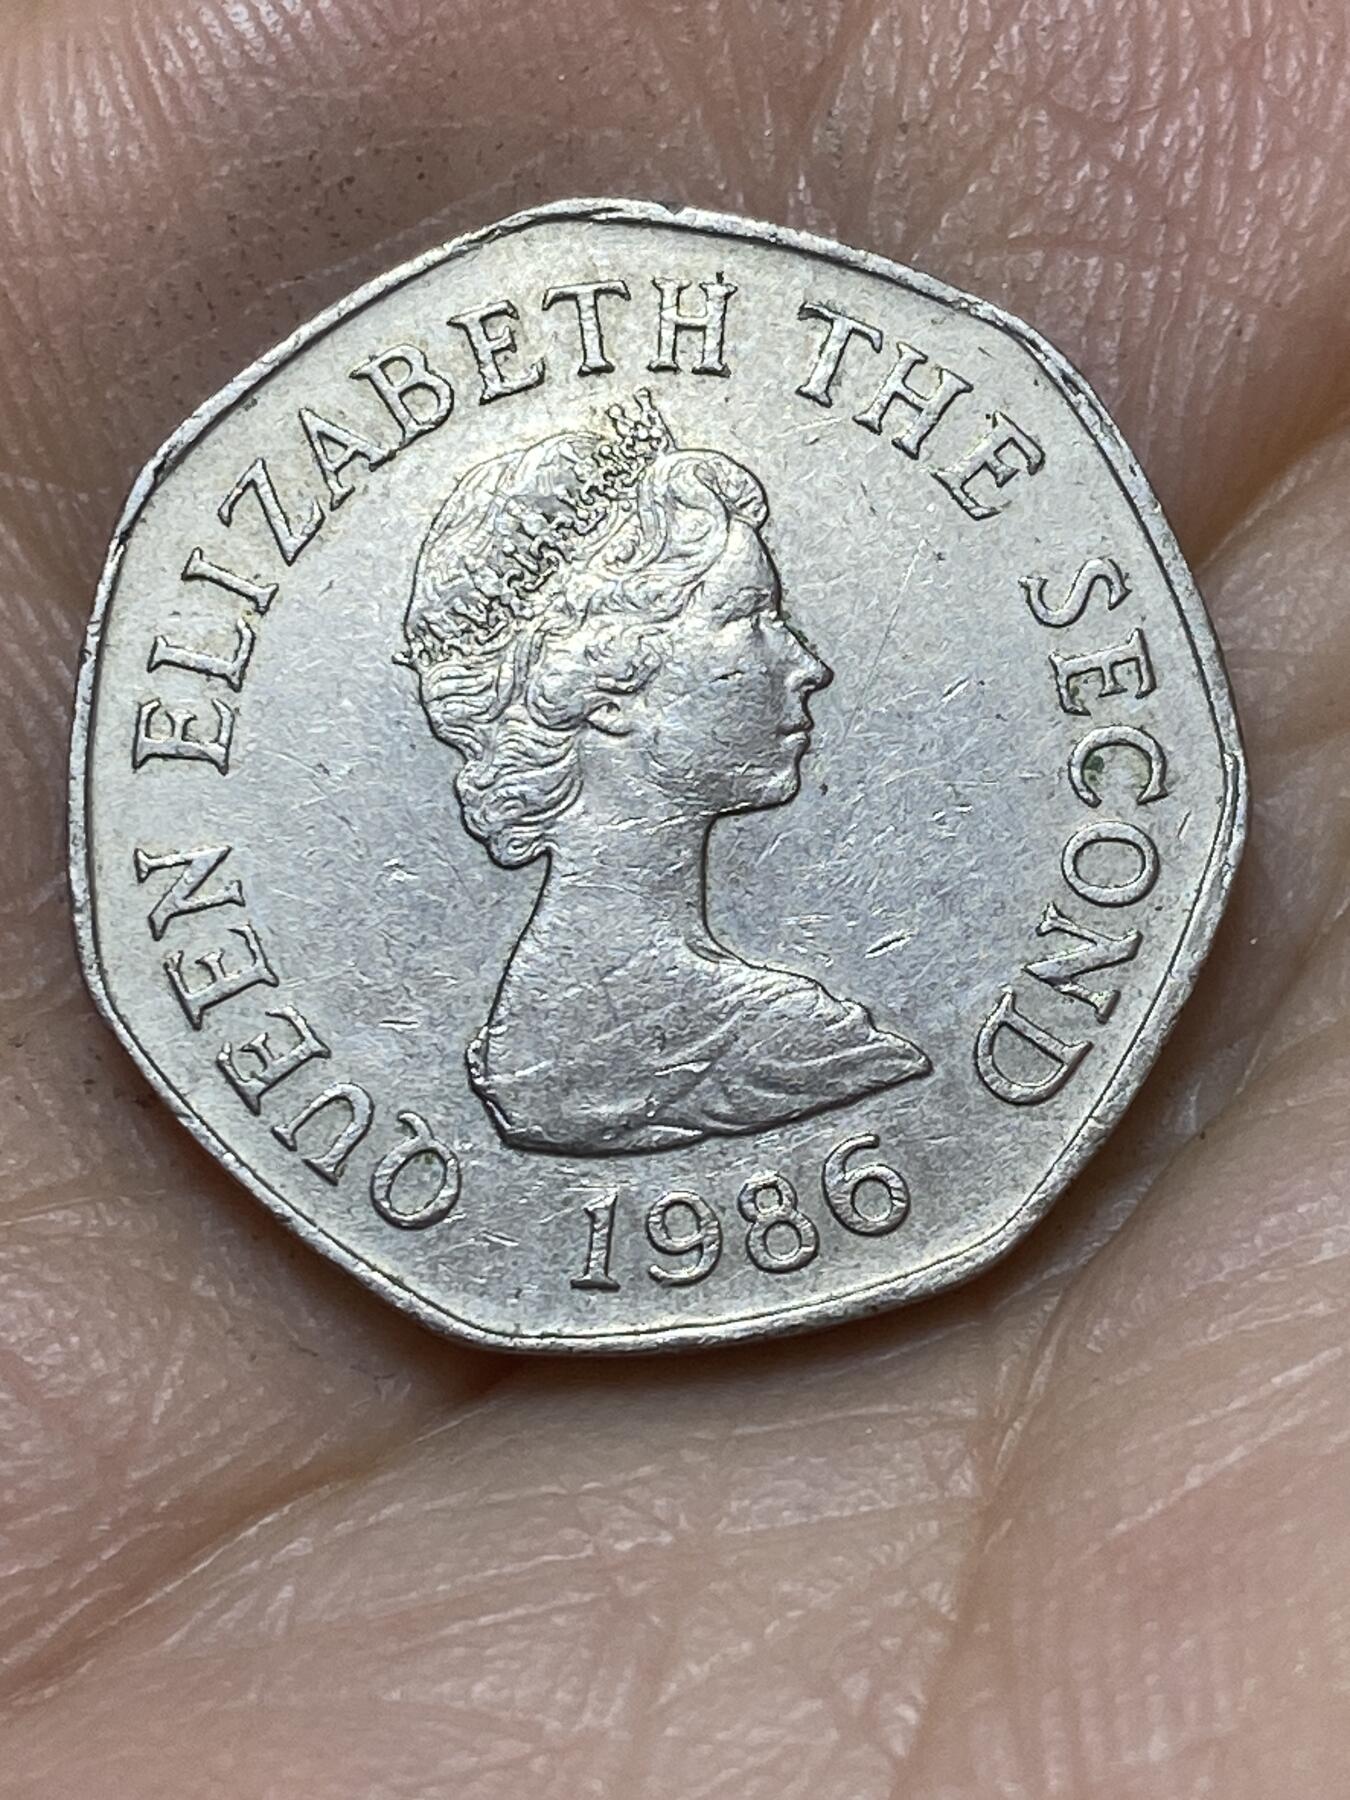 QUEEN ELIZABETH THE SECOND
1986